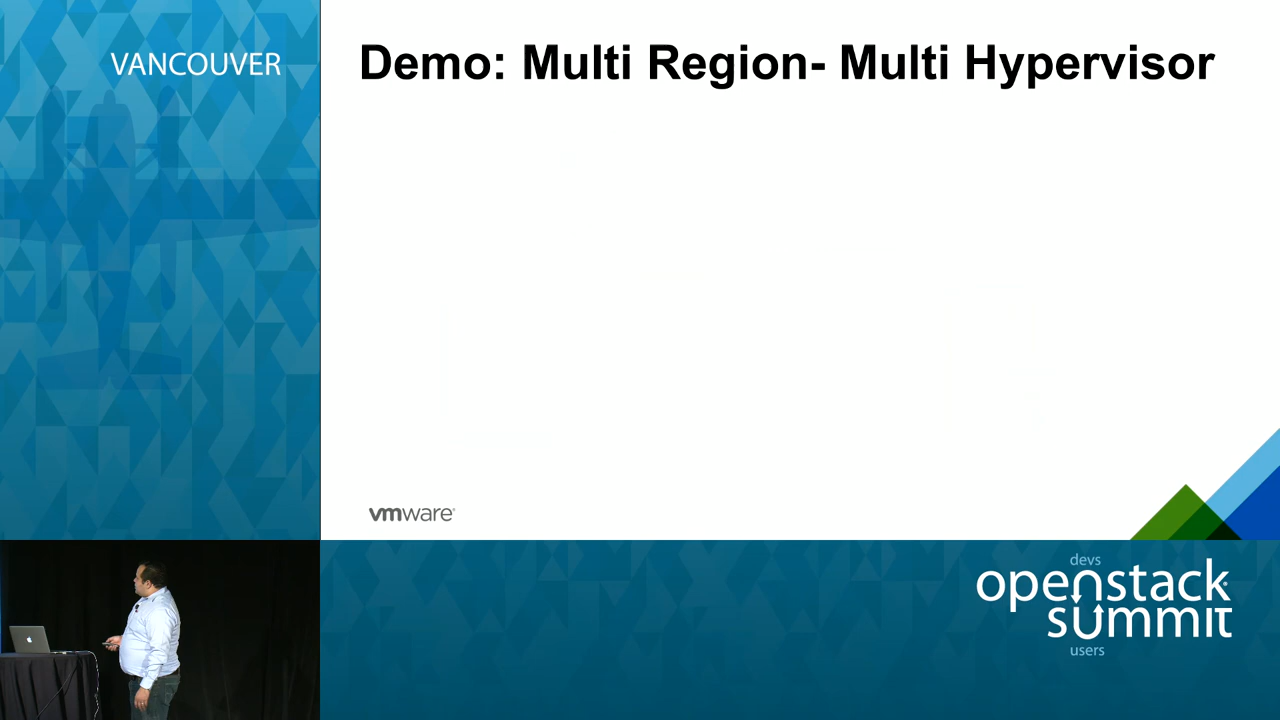 VANCOUVER
Demo: Multi Region- Multi Hypervisor
vmware
devs
openstack
summit
users